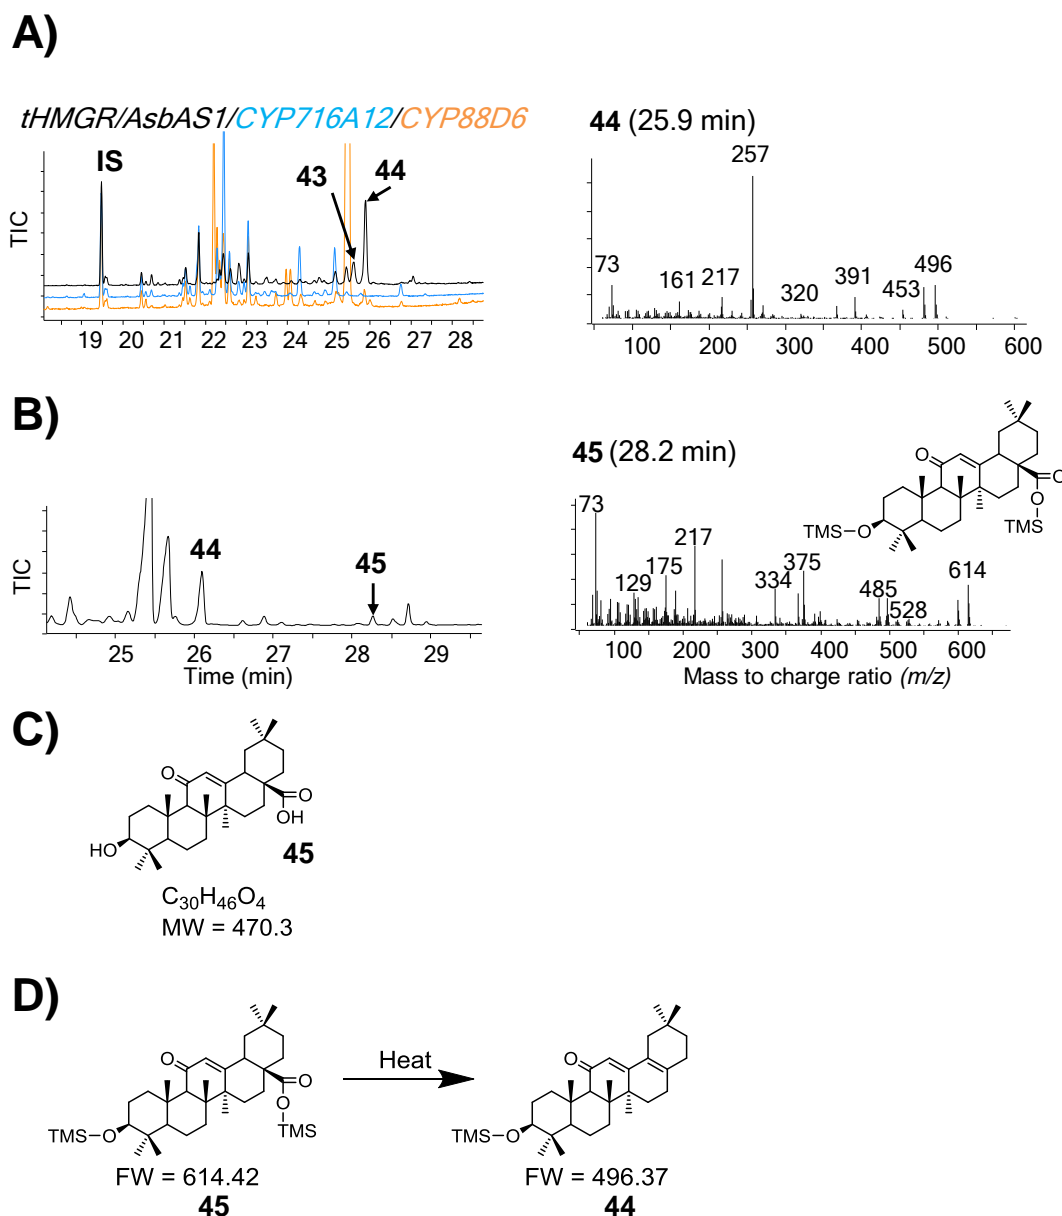 A)
tHMGR/AsbAS1/CYP716A12/CYP88D6
IS
43
44
TIC
19 20 21 22 23 24 25 26 27 28
44 (25.9 min)
257
73
161
217
320
391
453
496
100 200 300 400 500 600
B)
44
45
TIC
25 26 27 28 29
Time (min)
45 (28.2 min)
73
129
175
217
334
375
485
528
614
100 200 300 400 500 600
Mass to charge ratio (m/z)
O
O
O
TMS
TMS O
C)
O
O
OH
HO
45
C30H46O4
MW = 470.3
D)
O
O
O
TMS
TMS O
FW = 614.42
45
Heat
O
TMS O
FW = 496.37
44